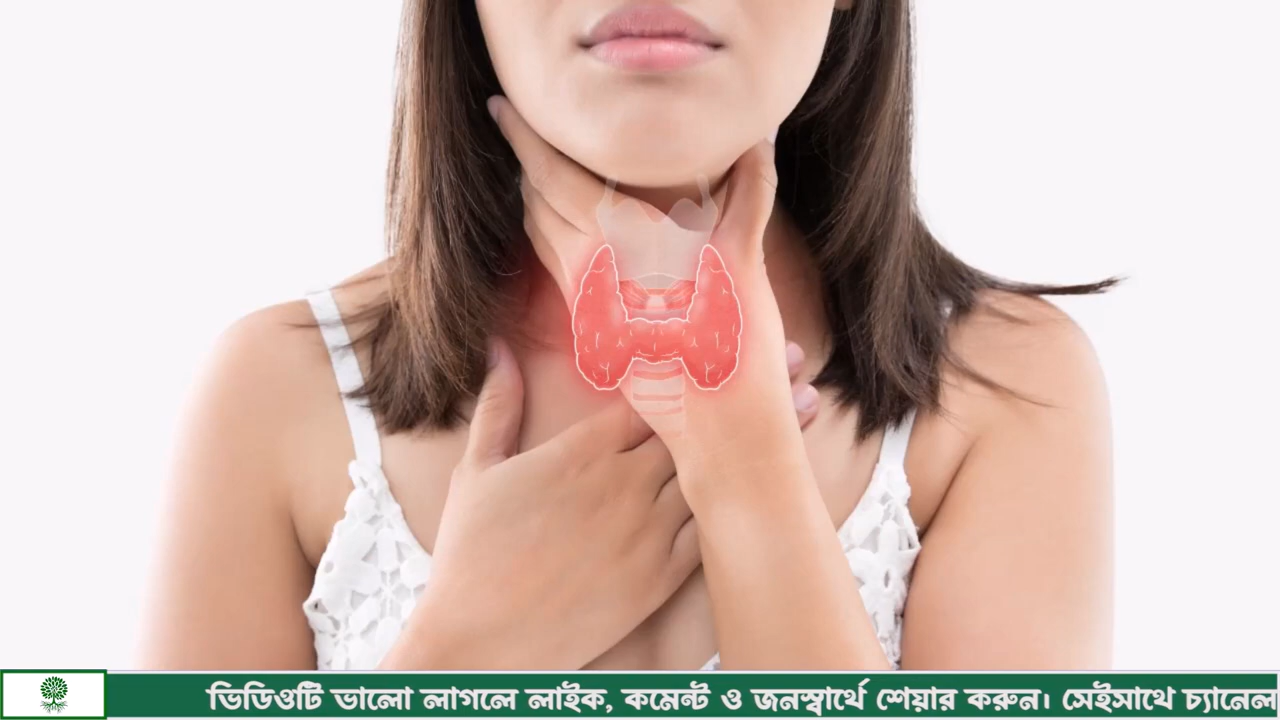 ভিডিওটি ভালো লাগলে লাইক, কমেন্ট ও জনস্বার্থে শেয়ার করুন। সেইসাথে চ্যানেল